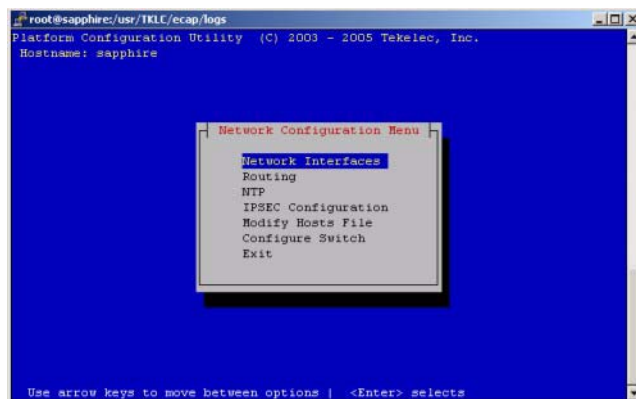 root@sapphire:/usr/TKLC/ecap/logs
Platform Configuration Utility (C) 2003 - 2005 Tekelec, Inc.
Hostname: sapphire
Network Configuration Menu
Network Interfaces
Routing
NTP
IPSEC Configuration
Modify Hosts File
Configure Switch
Exit
Use arrow keys to move between options | <Enter> selects